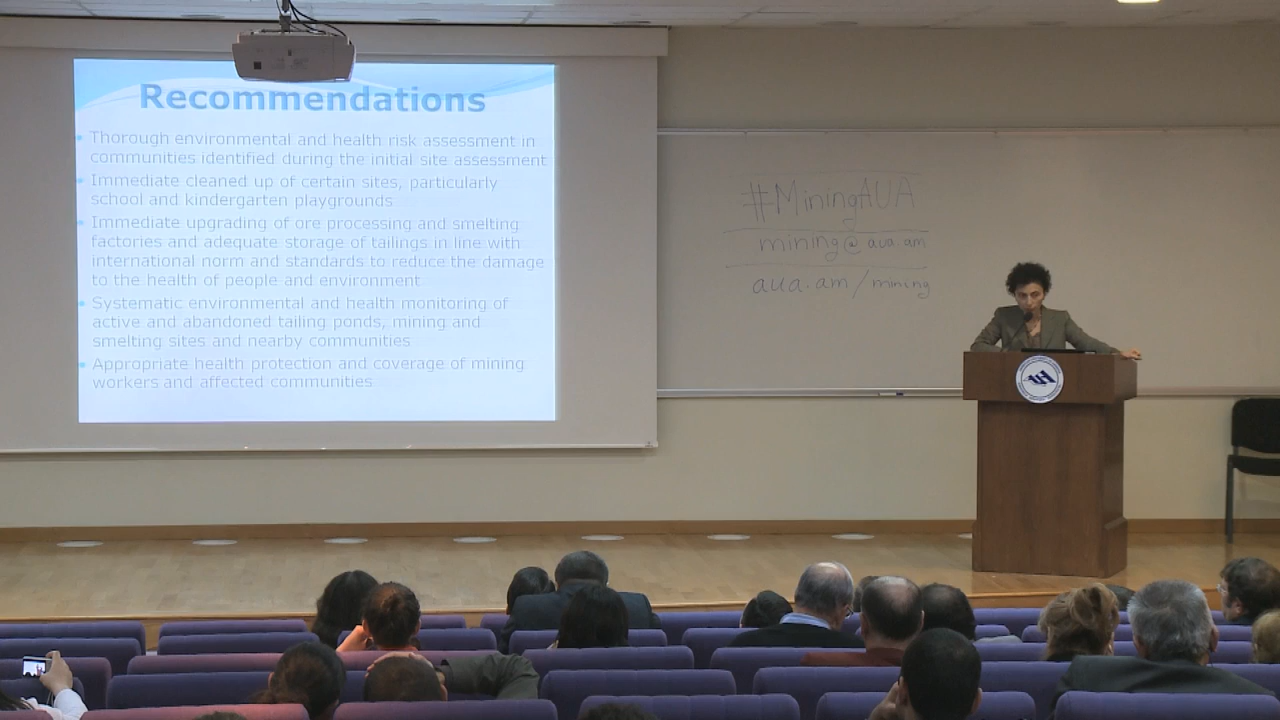 Recommendations
Thorough environmental and health risk assessment in
communities identified during the initial site assessment
Immediate cleaned up of certain sites, particularly
school and kindergarten playgrounds
Immediate upgrading of ore processing and smelting
factories and adequate storage of tailings in line with
international norm and standards to reduce the damage
to the health of people and environment
Systematic environmental and health monitoring of
active and abandoned tailing ponds, mining and
smelting sites and nearby communities
Appropriate health protection and coverage of mining
workers and affected communities.
#MiningAUA
mining@aua.am
aua.am/mining